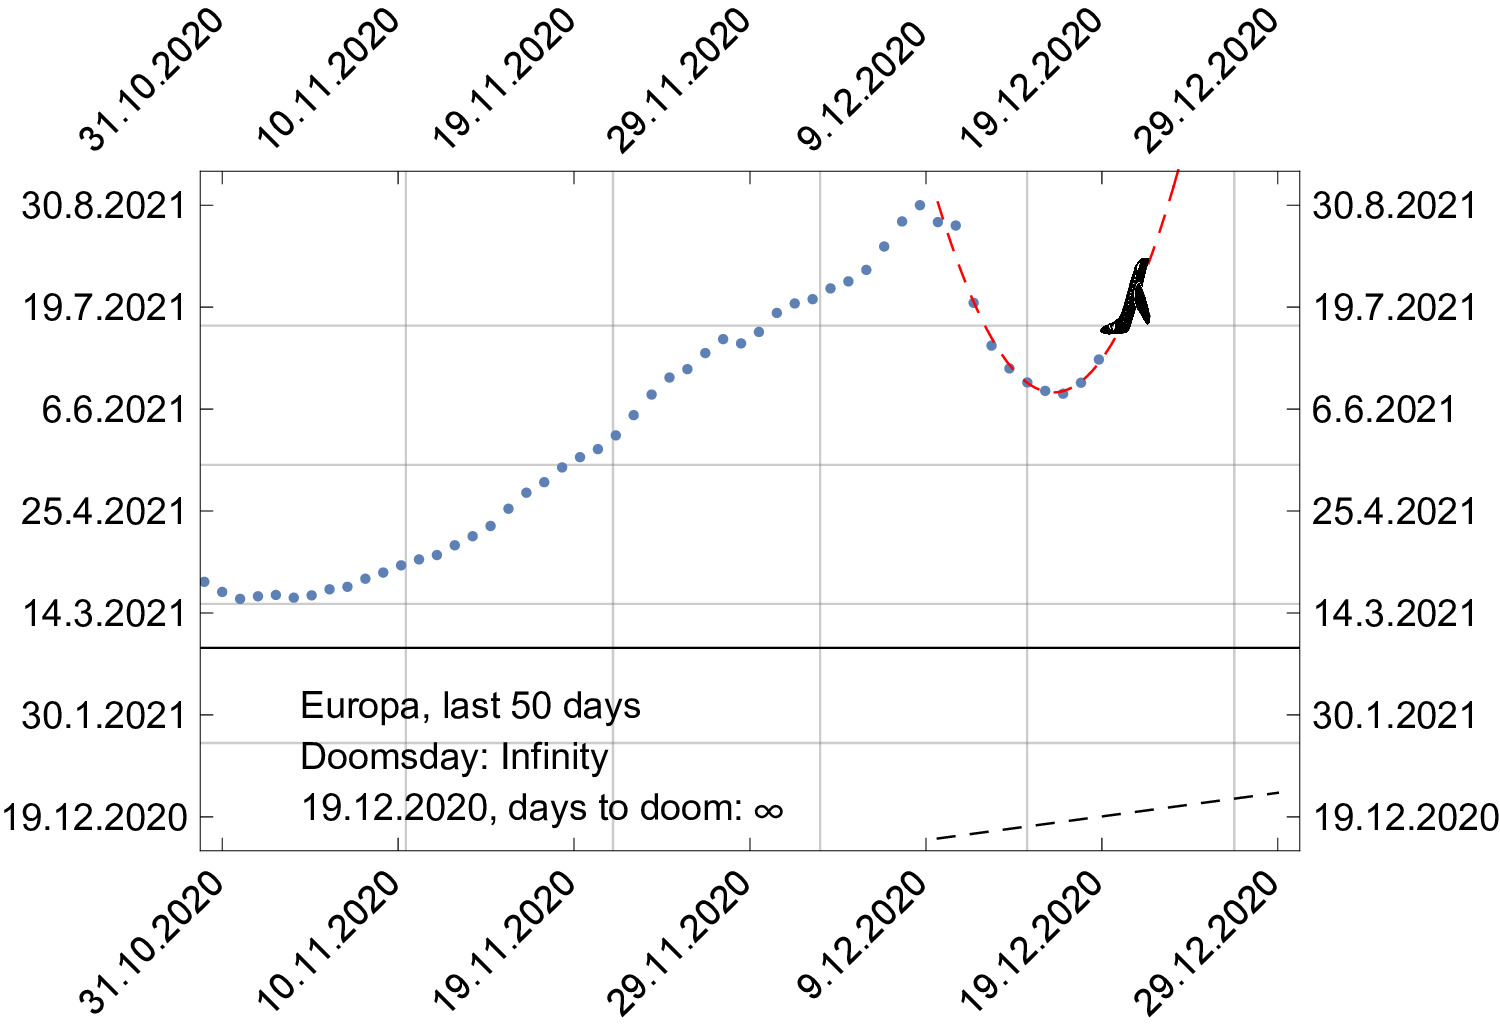 31.10.2020 10.11.2020 19.11.2020 29.11.2020 9.12.2020 19.12.2020 29.12.2020
30.8.2021 30.8.2021
19.7.2021 19.7.2021
6.6.2021 6.6.2021
25.4.2021 25.4.2021
14.3.2021 14.3.2021
Europa, last 50 days
30.1.2021 30.1.2021
Doomsday: Infinity
19.12.2020, days to doom: ∞
19.12.2020 19.12.2020
31.10.2020 10.11.2020 19.11.2020 29.11.2020 9.12.2020 19.12.2020 29.12.2020